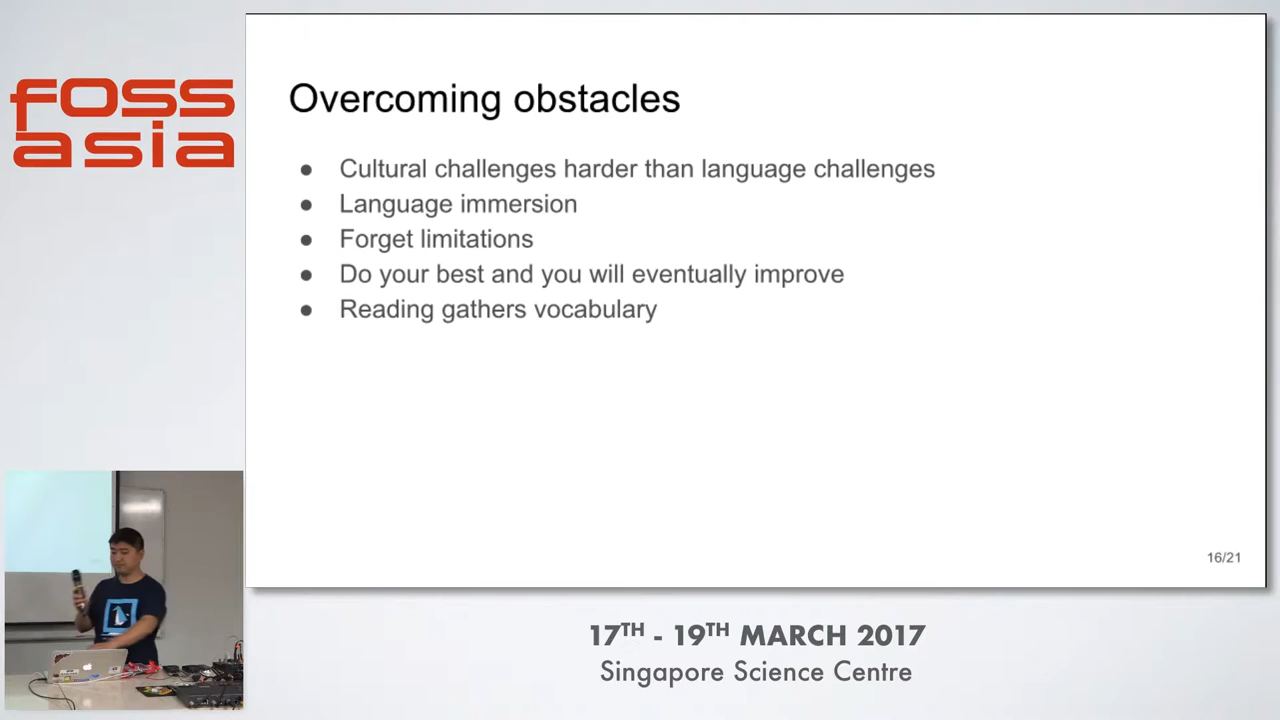 foss
asia
Overcoming obstacles
● Cultural challenges harder than language challenges
● Language immersion
● Forget limitations
● Do your best and you will eventually improve
● Reading gathers vocabulary
16/21
17TH - 19TH MARCH 2017
Singapore Science Centre